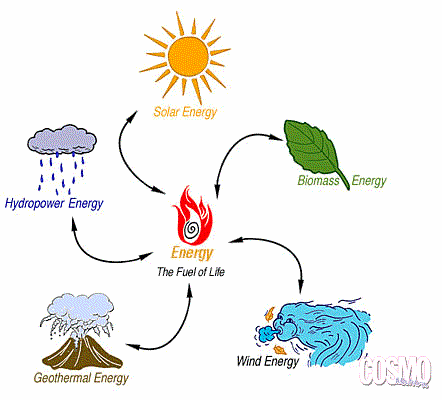 Solar Energy
Biomass Energy
Hydropower Energy
Energy
The Fuel of Life
Wind Energy
Geothermal Energy
COSMO